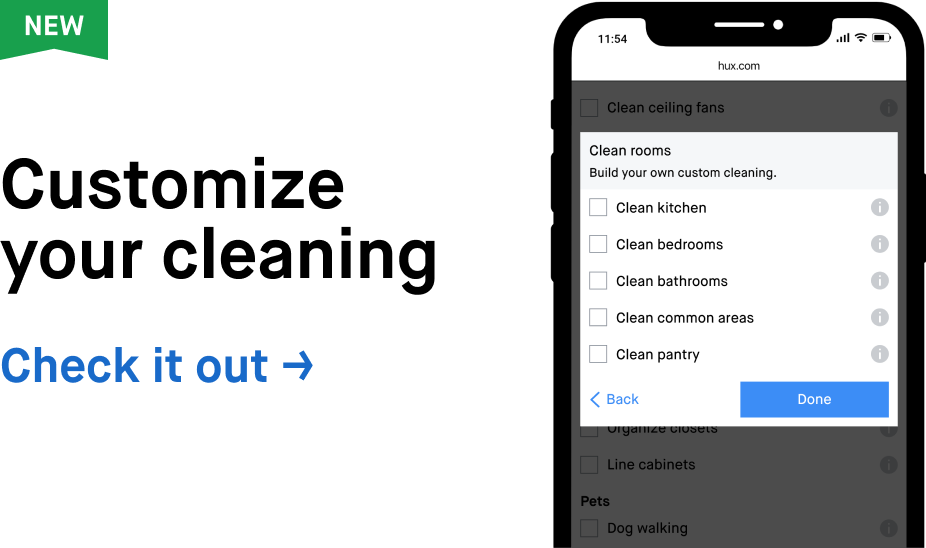 NEW
Customize
your cleaning
Check it out →
11:54
hux.com
Clean ceiling fans
Clean rooms
Build your own custom cleaning.
Clean kitchen
Clean bedrooms
Clean bathrooms
Clean common areas
Clean pantry
Back
Done
Organize closets
Line cabinets
Pets
Dog walking